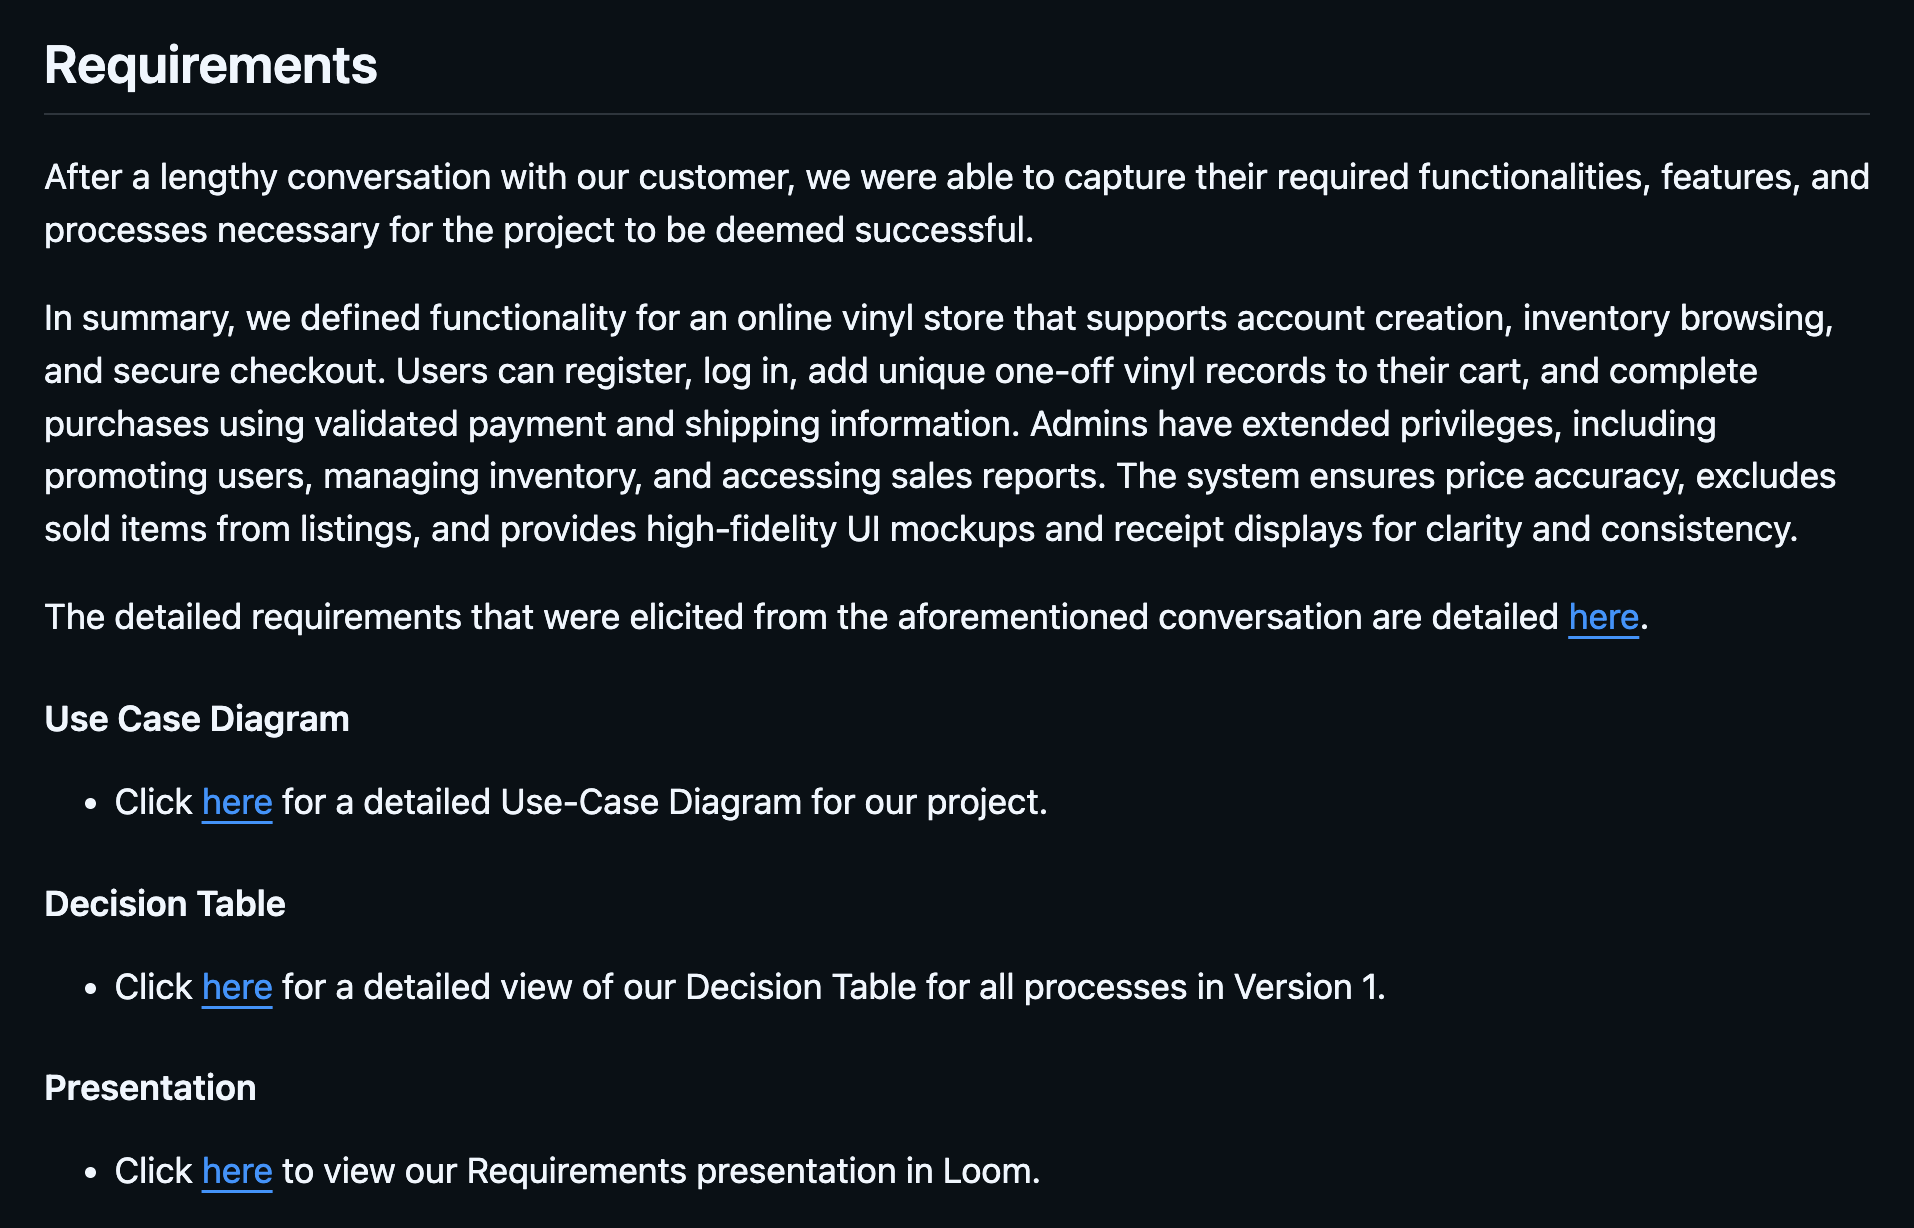 Requirements
After a lengthy conversation with our customer, we were able to capture their required functionalities, features, and
processes necessary for the project to be deemed successful.
In summary, we defined functionality for an online vinyl store that supports account creation, inventory browsing,
and secure checkout. Users can register, log in, add unique one-off vinyl records to their cart, and complete
purchases using validated payment and shipping information. Admins have extended privileges, including
promoting users, managing inventory, and accessing sales reports. The system ensures price accuracy, excludes
sold items from listings, and provides high-fidelity UI mockups and receipt displays for clarity and consistency.
The detailed requirements that were elicited from the aforementioned conversation are detailed here.
Use Case Diagram
• Click here for a detailed Use-Case Diagram for our project.
Decision Table
• Click here for a detailed view of our Decision Table for all processes in Version 1.
Presentation
• Click here to view our Requirements presentation in Loom.